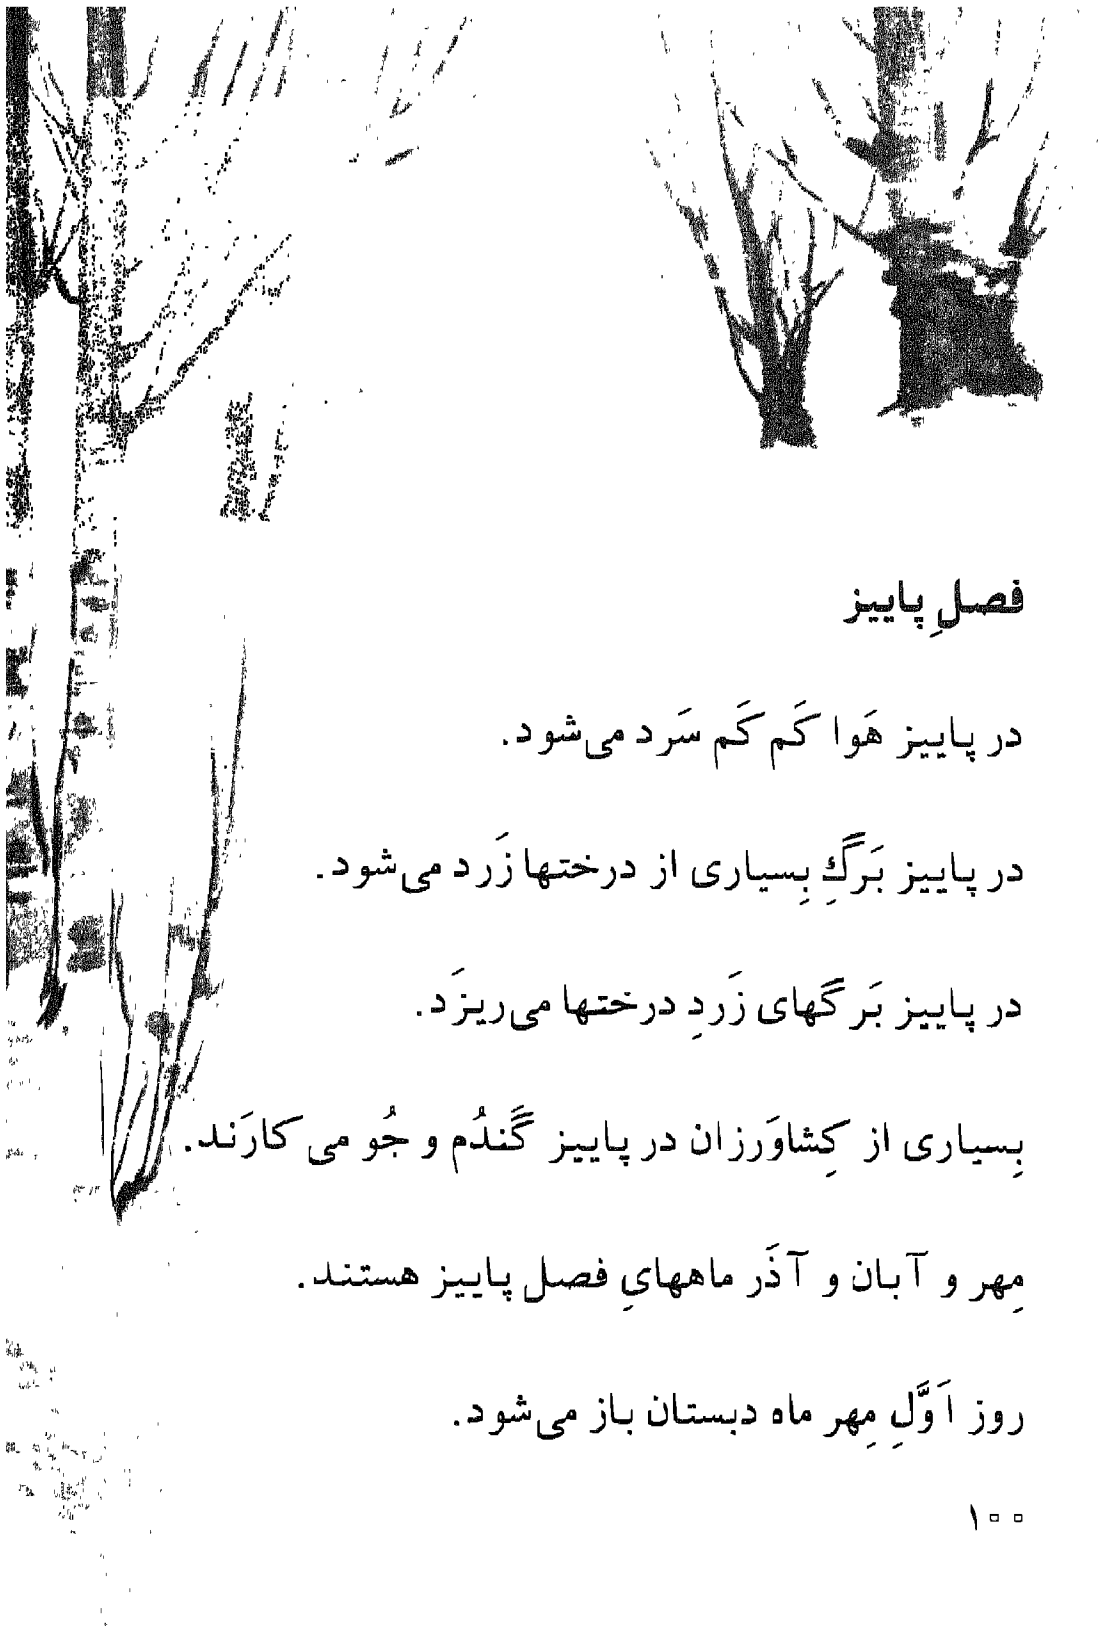 فصلِ پاییز
در پاییز هَوا کَم کَم سَرد می‌شود.
در پاییز بَرگِ بِسیاری از درختها زَرد می‌شود.
در پاییز بَرگهای زَردِ درختها می‌ریزَد.
بِسیاری از کِشاوَرزان در پاییز گَندُم و جُو می کارَند.
مِهر و آبان و آذَر ماههایِ فصل پاییز هستند.
روز اَوَّلِ مِهر ماه دبستان باز می‌شود.
۱۰۰